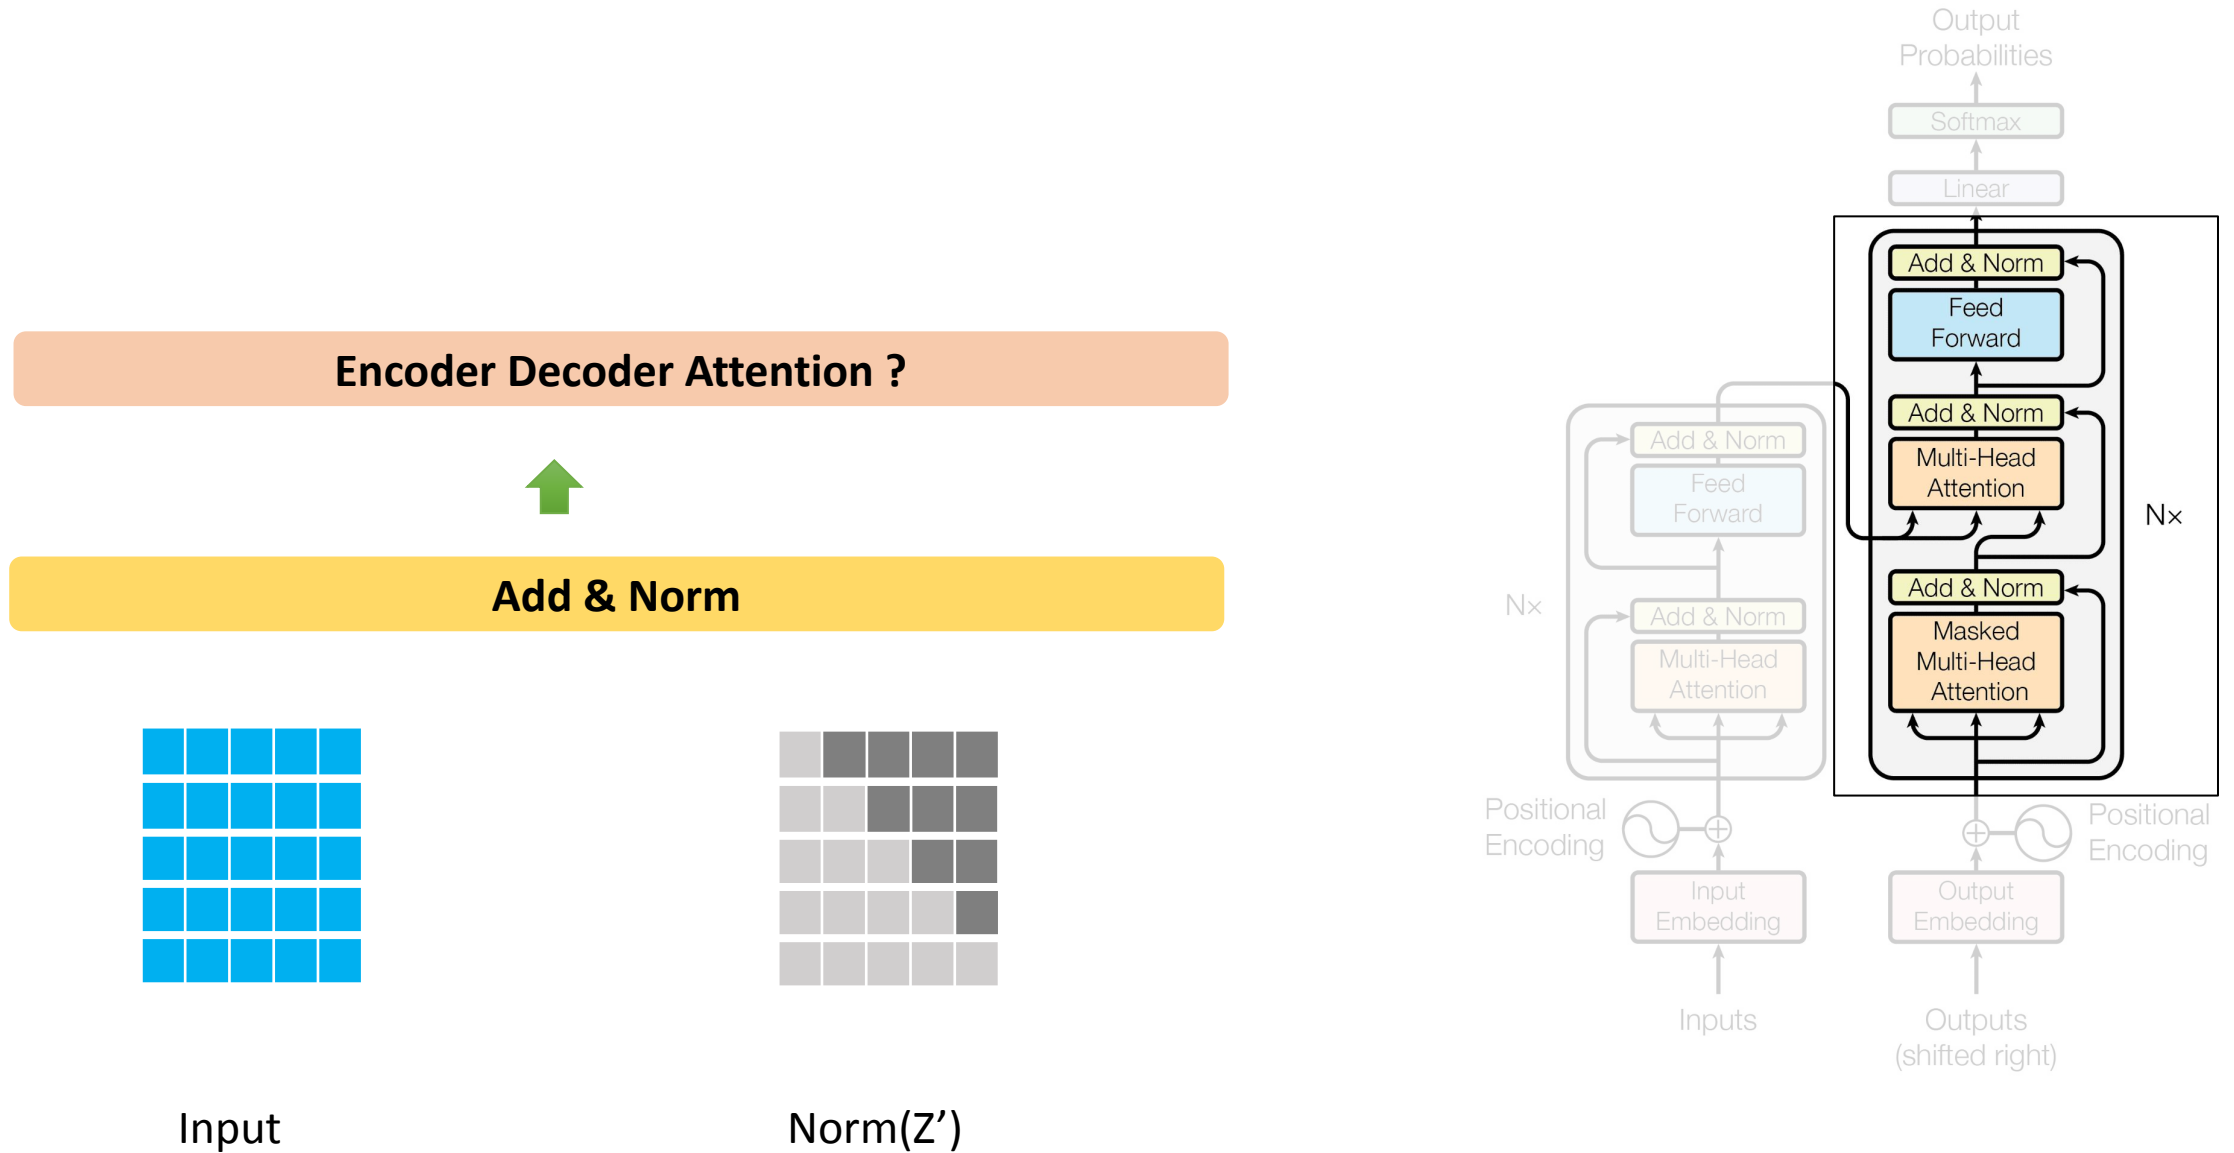 Encoder Decoder Attention ?
Add & Norm
Input
Norm(Z’)
Output
Probabilities
Softmax
Linear
Add & Norm
Feed
Forward
Add & Norm
Multi-Head
Attention
N×
Add & Norm
Masked
Multi-Head
Attention
Add & Norm
Feed
Forward
N×
Add & Norm
Multi-Head
Attention
Positional
Encoding
Positional
Encoding
Input
Embedding
Output
Embedding
Inputs
Outputs
(shifted right)